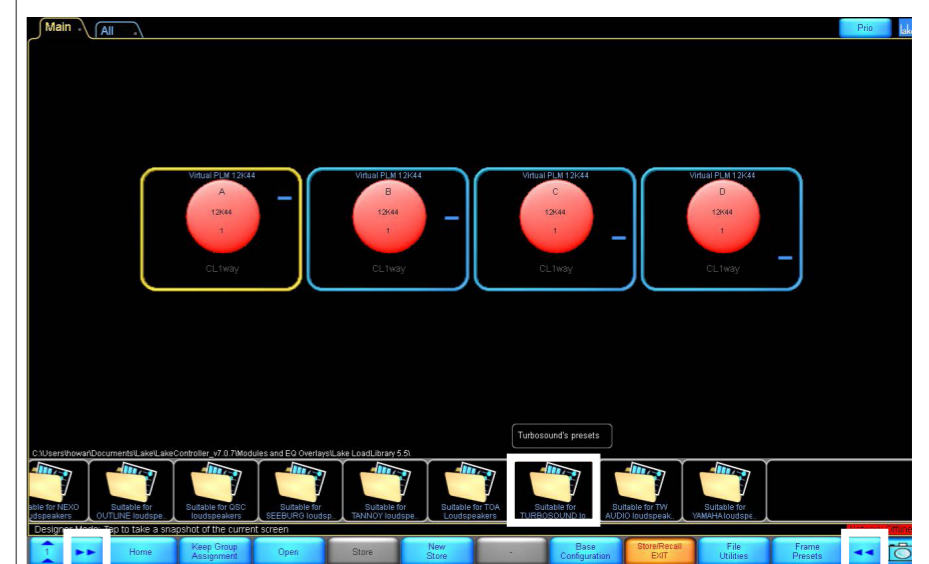 Main
All
Prio
lake
Virtual PLM 12K44
A
12K44
1
CL1way
Virtual PLM 12K44
B
12K44
1
CL1way
Virtual PLM 12K44
C
12K44
1
CL1way
Virtual PLM 12K44
D
12K44
1
CL1way
Turbosound's presets
C:\Users\howar\Documents\Lake\LakeController_v7.0.7\Modules and EQ Overlays\Lake LoadLibrary 5.5\
able for NEXO
udspeakers
Suitable for
OUTLINE loudspe..
Suitable for QSC
loudspeakers
Suitable for
SEEBURG loudsp..
Suitable for
TANNOY loudspe..
Suitable for TOA
Loudspeakers
Suitable for
TURBOSOUND lo..
Suitable for TW
AUDIO loudspeak..
Suitable for
YAMAHA loudspe..
Designer Mode: Tap to take a snapshot of the current screen
1
Home
Keep Group
Assignment
Open
Store
New
Store
-
Base
Configuration
Store/Recall
EXIT
File
Utilities
Frame
Presets